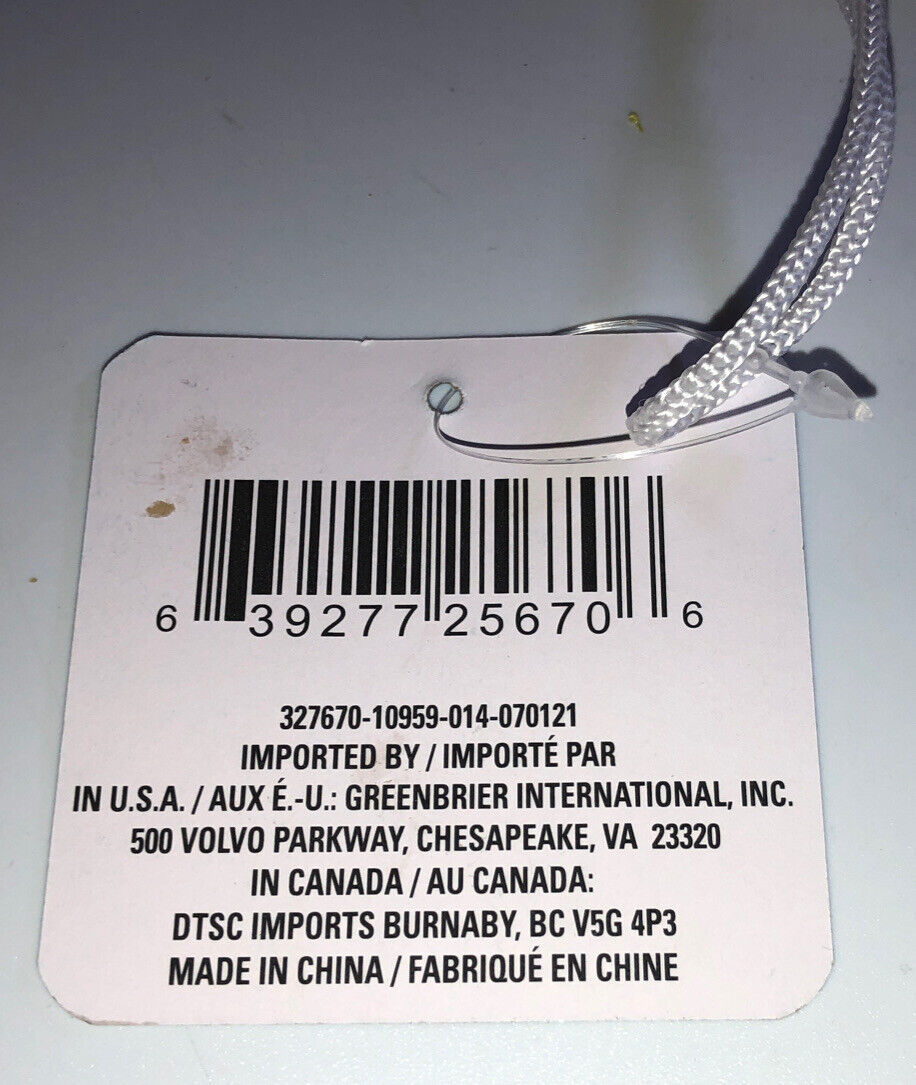 6 39277 25670 6
327670-10959-014-070121
IMPORTED BY / IMPORTÉ PAR
IN U.S.A. / AUX É.-U.: GREENBRIER INTERNATIONAL, INC.
500 VOLVO PARKWAY, CHESAPEAKE, VA 23320
IN CANADA / AU CANADA:
DTSC IMPORTS BURNABY, BC V5G 4P3
MADE IN CHINA / FABRIQUÉ EN CHINE